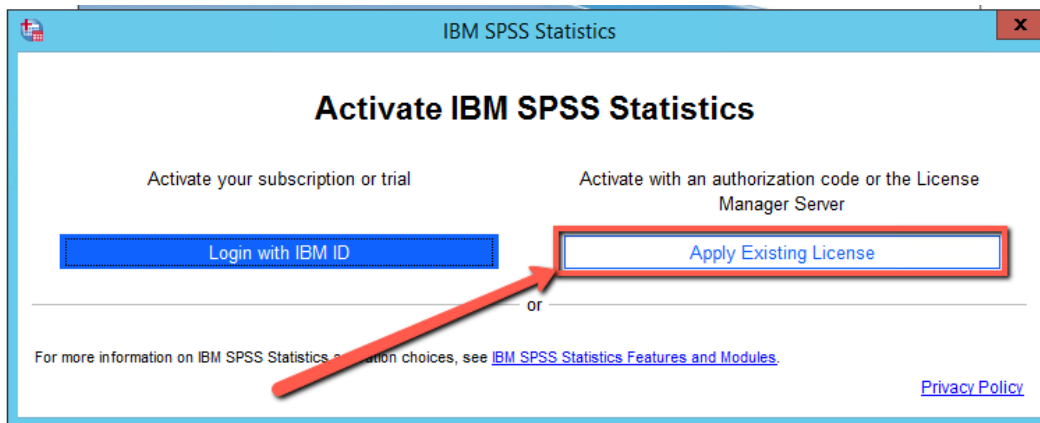 IBM SPSS Statistics
x
Activate IBM SPSS Statistics
Activate your subscription or trial
Activate with an authorization code or the License
Manager Server
Login with IBM ID
Apply Existing License
or
For more information on IBM SPSS Statistics choices, see IBM SPSS Statistics Features and Modules.
Privacy Policy